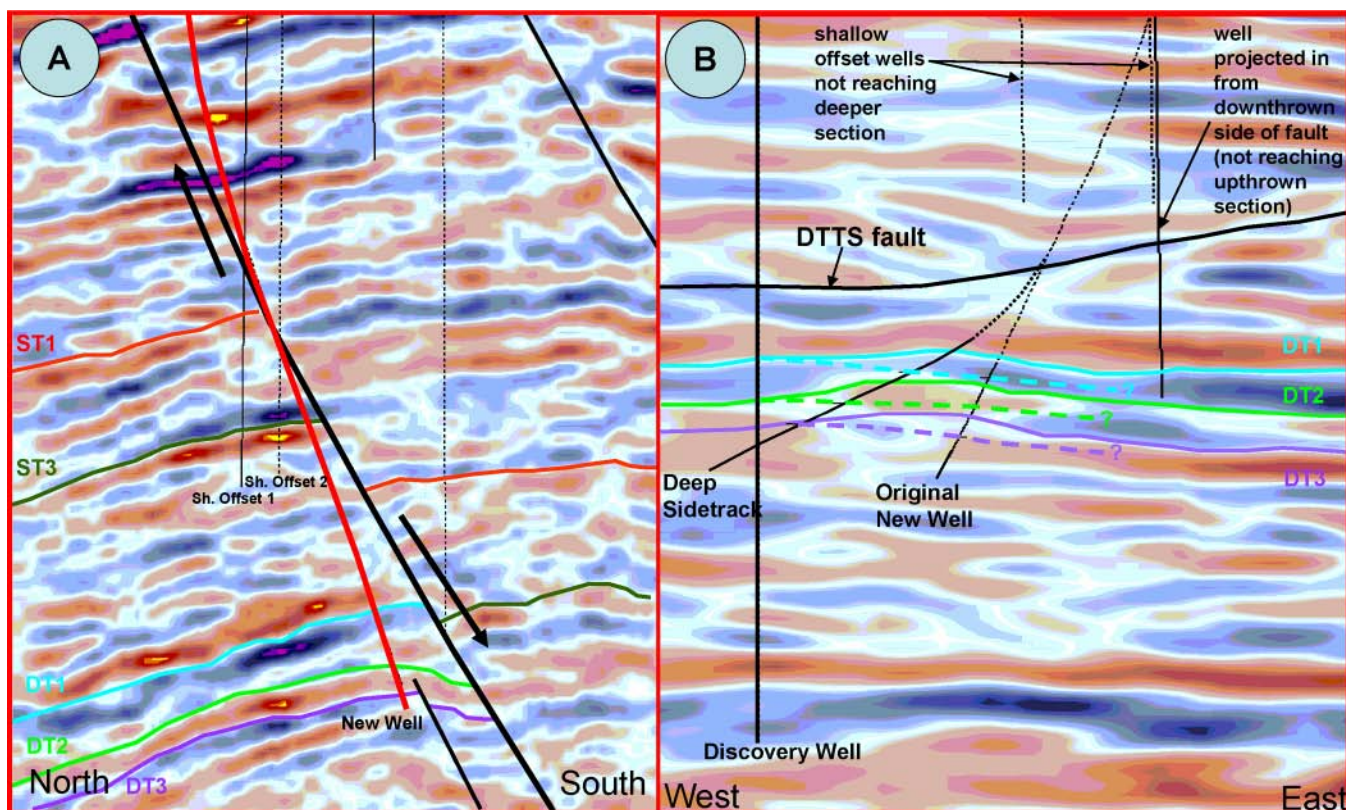 A
ST1
ST3
Sh. Offset 2
Sh. Offset 1
DT1
DT2
DT3
New Well
North
South
B
shallow
offset wells
not reaching
deeper
section
well
projected in
from
downthrown
side of fault
(not reaching
upthrown
section)
DTTS fault
DT1
?
DT2
?
?
DT3
Deep
Sidetrack
Original
New Well
Discovery Well
West
East